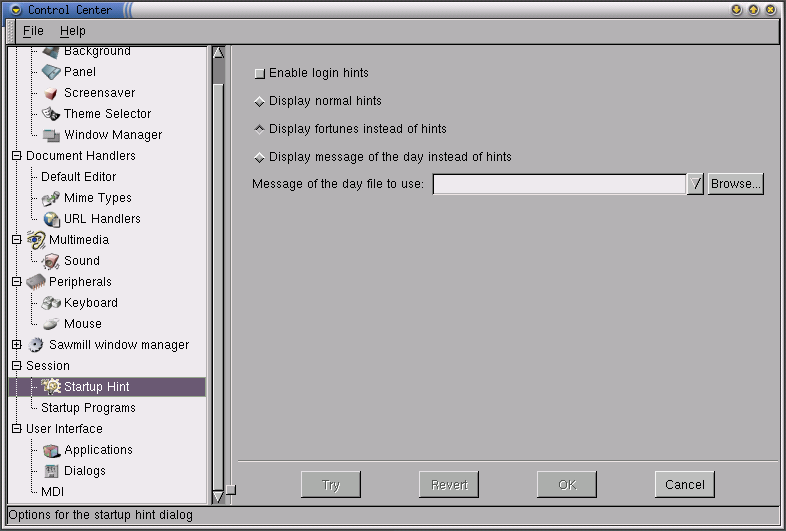 Control Center
File Help
Background
Panel
Screensaver
Theme Selector
Window Manager
Document Handlers
Default Editor
Mime Types
URL Handlers
Multimedia
Sound
Peripherals
Keyboard
Mouse
Sawmill window manager
Session
Startup Hint
Startup Programs
User Interface
Applications
Dialogs
MDI
Enable login hints
Display normal hints
Display fortunes instead of hints
Display message of the day instead of hints
Message of the day file to use: Browse...
Try Revert OK Cancel
Options for the startup hint dialog